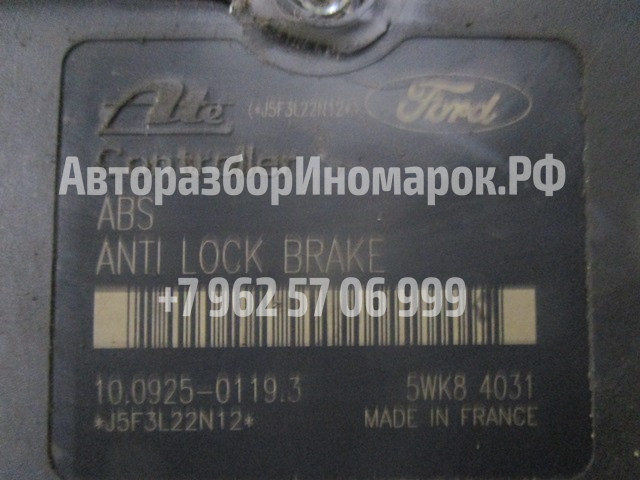 Ate (*J5F3L22N12* Ford
Controller
АвторазборИномарок.РФ
ABS
ANTI LOCK BRAKE
+7 962 57 06 999
10.0925-0119.3 5WK8 4031
*J5F3L22N12* MADE IN FRANCE